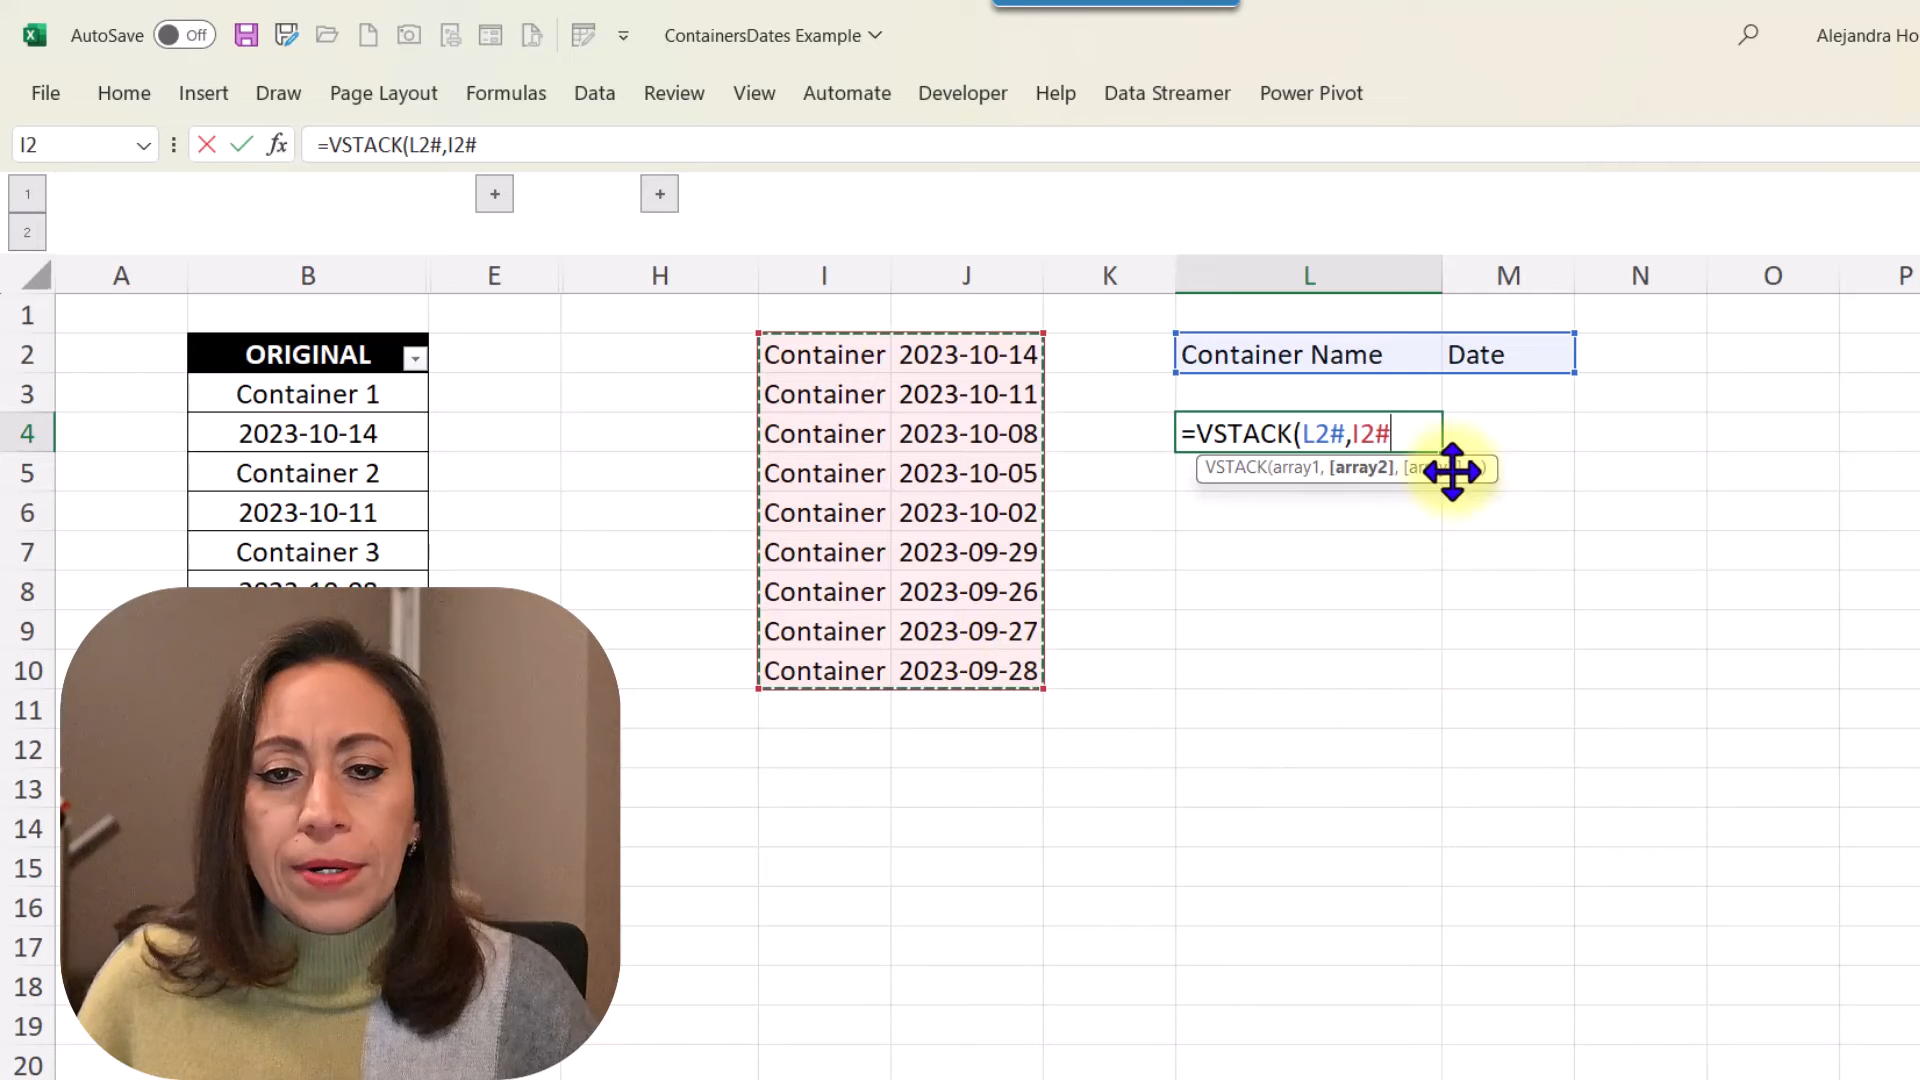 AutoSave Off ContainersDates Example Alejandra Ho
File Home Insert Draw Page Layout Formulas Data Review View Automate Developer Help Data Streamer Power Pivot
I2 fx =VSTACK(L2#,I2#
1 + +
2
A B E H I J K L M N O P
1
2 ORIGINAL Container 2023-10-14 Container Name Date
3 Container 1 Container 2023-10-11
4 2023-10-14 Container 2023-10-08 =VSTACK(L2#,I2#
VSTACK(array1, [array2],
5 Container 2 Container 2023-10-05
6 2023-10-11 Container 2023-10-02
7 Container 3 Container 2023-09-29
8 2023-10-08 Container 2023-09-26
9 Container 2023-09-27
10 Container 2023-09-28
11
12
13
14
15
16
17
18
19
20